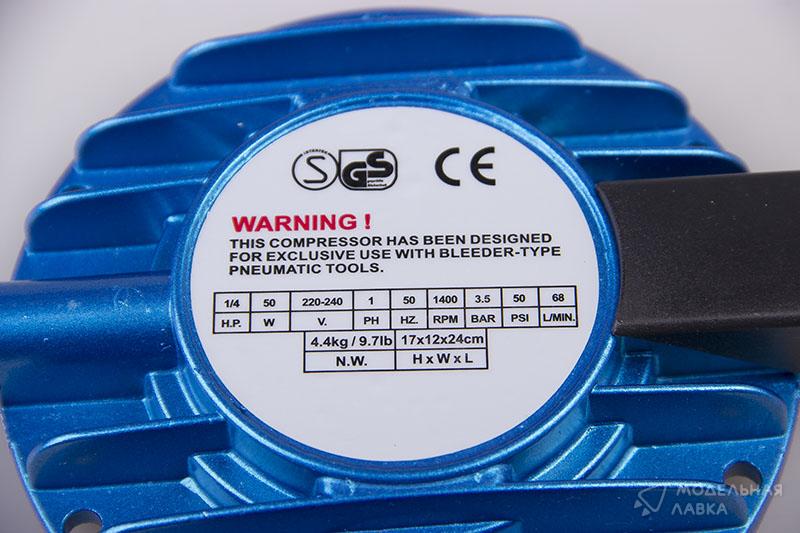 S GS CE
WARNING !
THIS COMPRESSOR HAS BEEN DESIGNED
FOR EXCLUSIVE USE WITH BLEEDER-TYPE
PNEUMATIC TOOLS.
1/4 50 220-240 1 50 1400 3.5 50 68
H.P. W V. PH HZ. RPM BAR PSI L/MIN.
4.4kg / 9.7lb 17x12x24cm
N.W. H x W x L
МОДЕЛЬНАЯ
ЛАВКА